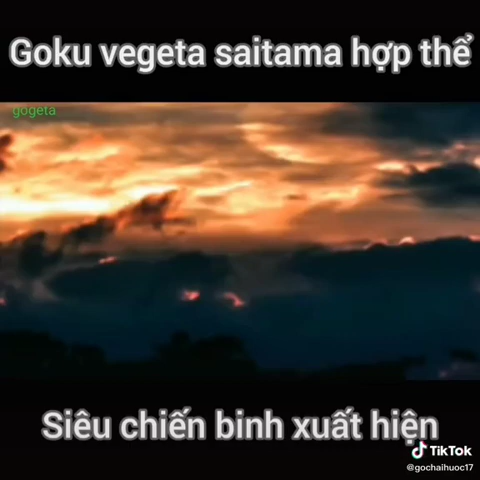 Goku vegeta saitama hợp thể
gogeta
Siêu chiến binh xuất hiện
TikTok
@gochaihuoc17